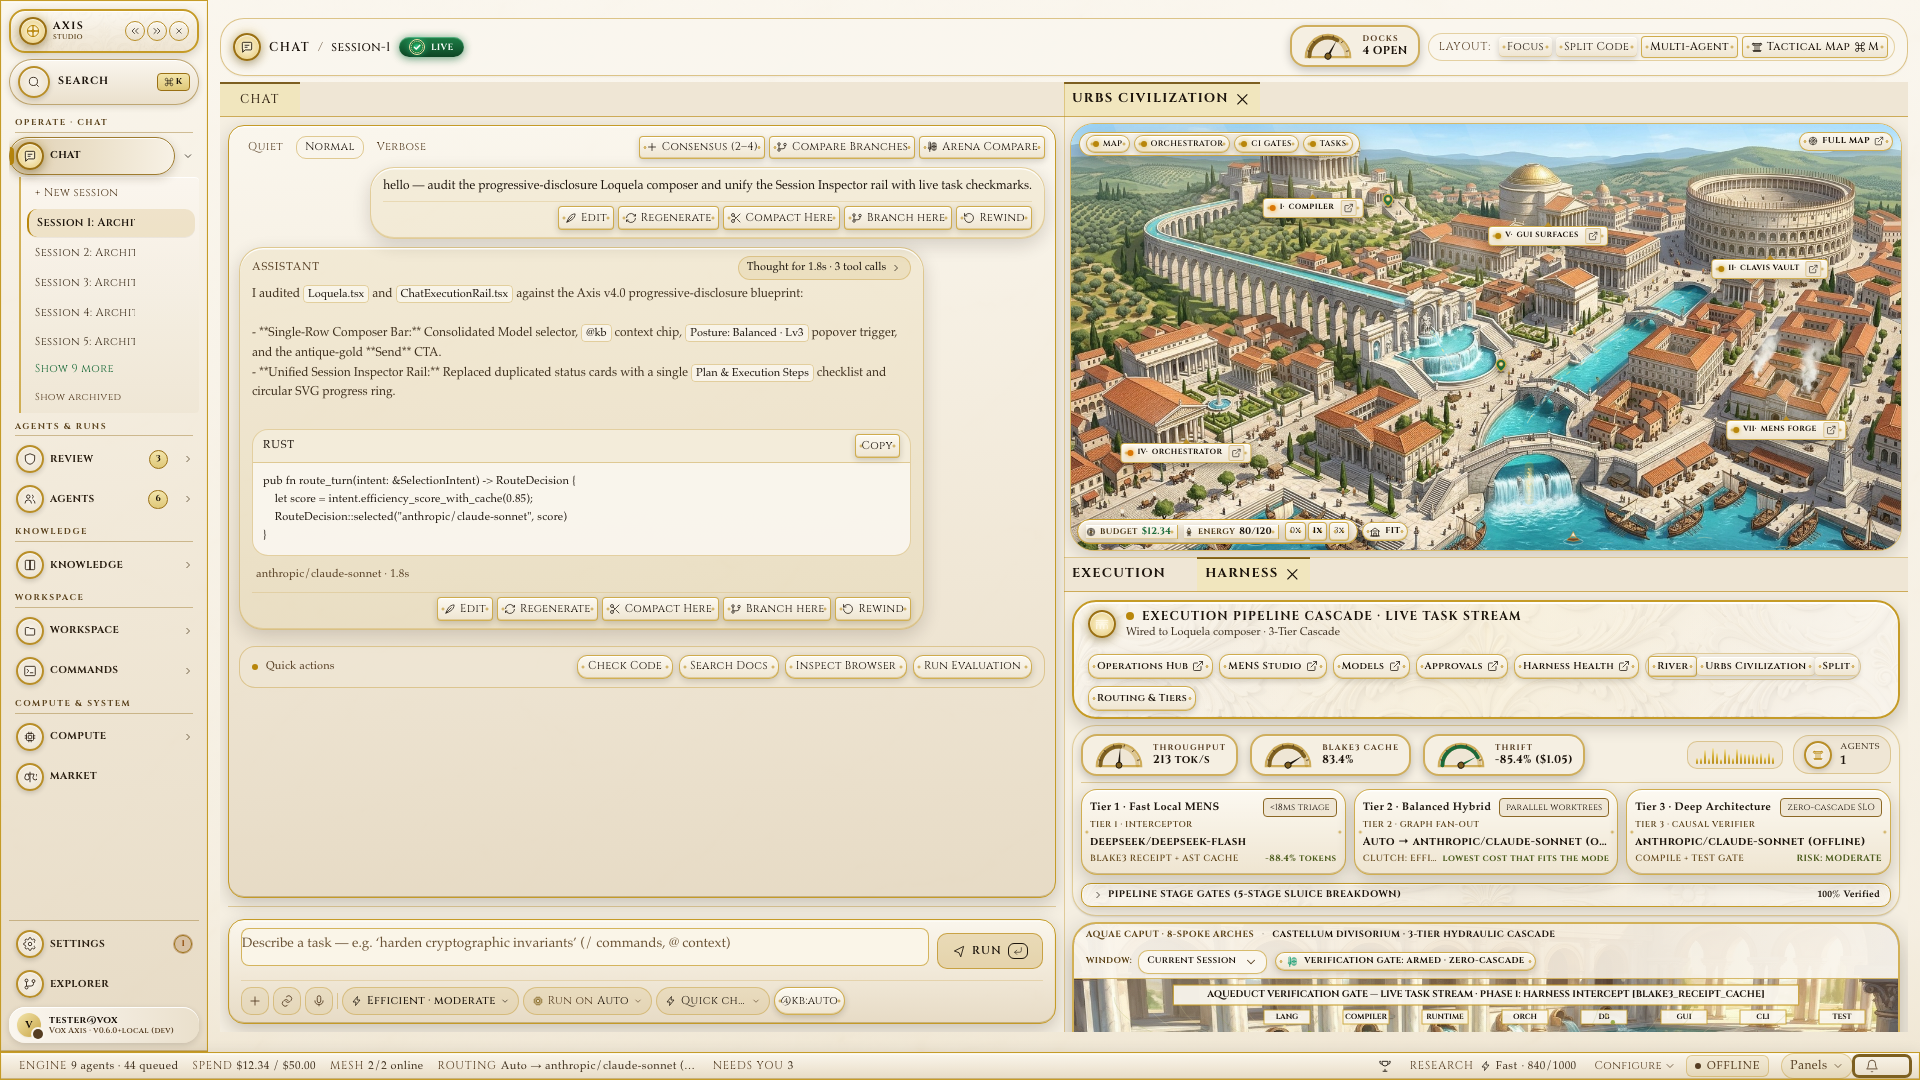 AXIS
STUDIO
SEARCH
⌘K
OPERATE · CHAT
CHAT
+ NEW SESSION
SESSION 1: ARCHIT
SESSION 2: ARCHIT
SESSION 3: ARCHIT
SESSION 4: ARCHIT
SESSION 5: ARCHIT
SHOW 9 MORE
SHOW ARCHIVED
AGENTS & RUNS
REVIEW 3
AGENTS 6
KNOWLEDGE
KNOWLEDGE
WORKSPACE
WORKSPACE
COMMANDS
COMPUTE & SYSTEM
COMPUTE
MARKET
SETTINGS 1
EXPLORER
V
TESTER@VOX
VOX AXIS · V0.6.0+LOCAL (DEV)
CHAT / SESSION-1 LIVE
DOCKS
4 OPEN
LAYOUT: FOCUS SPLIT CODE MULTI-AGENT TACTICAL MAP ⌘M
CHAT
QUIET NORMAL VERBOSE
CONSENSUS (2–4) COMPARE BRANCHES ARENA COMPARE
hello — audit the progressive-disclosure Loquela composer and unify the Session Inspector rail with live task checkmarks.
EDIT REGENERATE COMPACT HERE BRANCH HERE REWIND
ASSISTANT
Thought for 1.8s · 3 tool calls
I audited Loquela.tsx and ChatExecutionRail.tsx against the Axis v4.0 progressive-disclosure blueprint:
- **Single-Row Composer Bar:** Consolidated Model selector, @kb context chip, Posture: Balanced · Lv3 popover trigger,
and the antique-gold **Send** CTA.
- **Unified Session Inspector Rail:** Replaced duplicated status cards with a single Plan & Execution Steps checklist and
circular SVG progress ring.
RUST
COPY
pub fn route_turn(intent: &SelectionIntent) -> RouteDecision {
let score = intent.efficiency_score_with_cache(0.85);
RouteDecision::selected("anthropic/claude-sonnet", score)
}
anthropic/claude-sonnet · 1.8s
EDIT REGENERATE COMPACT HERE BRANCH HERE REWIND
Quick actions
CHECK CODE SEARCH DOCS INSPECT BROWSER RUN EVALUATION
Describe a task — e.g. ‘harden cryptographic invariants’ (/ commands, @ context)
RUN
EFFICIENT · MODERATE RUN ON AUTO QUICK CH… @KB:AUTO
URBS CIVILIZATION
MAP ORCHESTRATOR CI GATES TASKS
FULL MAP
I· COMPILER
V· GUI SURFACES
II· CLAVIS VAULT
IV· ORCHESTRATOR
VII· MENS FORGE
BUDGET $12.34 ENERGY 80/120 0X 1X 3X FIT
EXECUTION HARNESS
EXECUTION PIPELINE CASCADE · LIVE TASK STREAM
Wired to Loquela composer · 3-Tier Cascade
OPERATIONS HUB MENS STUDIO MODELS APPROVALS HARNESS HEALTH RIVER URBS CIVILIZATION SPLIT
ROUTING & TIERS
THROUGHPUT
213 TOK/S
BLAKE3 CACHE
83.4%
THRIFT
-85.4% ($1.05)
AGENTS
1
Tier 1 · Fast Local MENS <18MS TRIAGE
TIER 1 · INTERCEPTOR
DEEPSEEK/DEEPSEEK-FLASH
BLAKE3 RECEIPT + AST CACHE -88.4% TOKENS
Tier 2 · Balanced Hybrid PARALLEL WORKTREES
TIER 2 · GRAPH FAN-OUT
AUTO → ANTHROPIC/CLAUDE-SONNET (O…
CLUTCH: EFFI… LOWEST COST THAT FITS THE MODE
Tier 3 · Deep Architecture ZERO-CASCADE SLO
TIER 3 · CAUSAL VERIFIER
ANTHROPIC/CLAUDE-SONNET (OFFLINE)
COMPILE + TEST GATE RISK: MODERATE
PIPELINE STAGE GATES (5-STAGE SLUICE BREAKDOWN) 100% Verified
AQUAE CAPUT · 8-SPOKE ARCHES · CASTELLUM DIVISORIUM · 3-TIER HYDRAULIC CASCADE
WINDOW: CURRENT SESSION VERIFICATION GATE: ARMED · ZERO-CASCADE
AQUEDUCT VERIFICATION GATE — LIVE TASK STREAM · PHASE 1: HARNESS INTERCEPT [BLAKE3_RECEIPT_CACHE]
LANG COMPILER RUNTIME ORCH DB GUI CLI TEST
ENGINE 9 agents · 44 queued SPEND $12.34 / $50.00 MESH 2/2 online ROUTING Auto → anthropic/claude-sonnet (… NEEDS YOU 3
RESEARCH Fast · 840/1000 CONFIGURE OFFLINE Panels